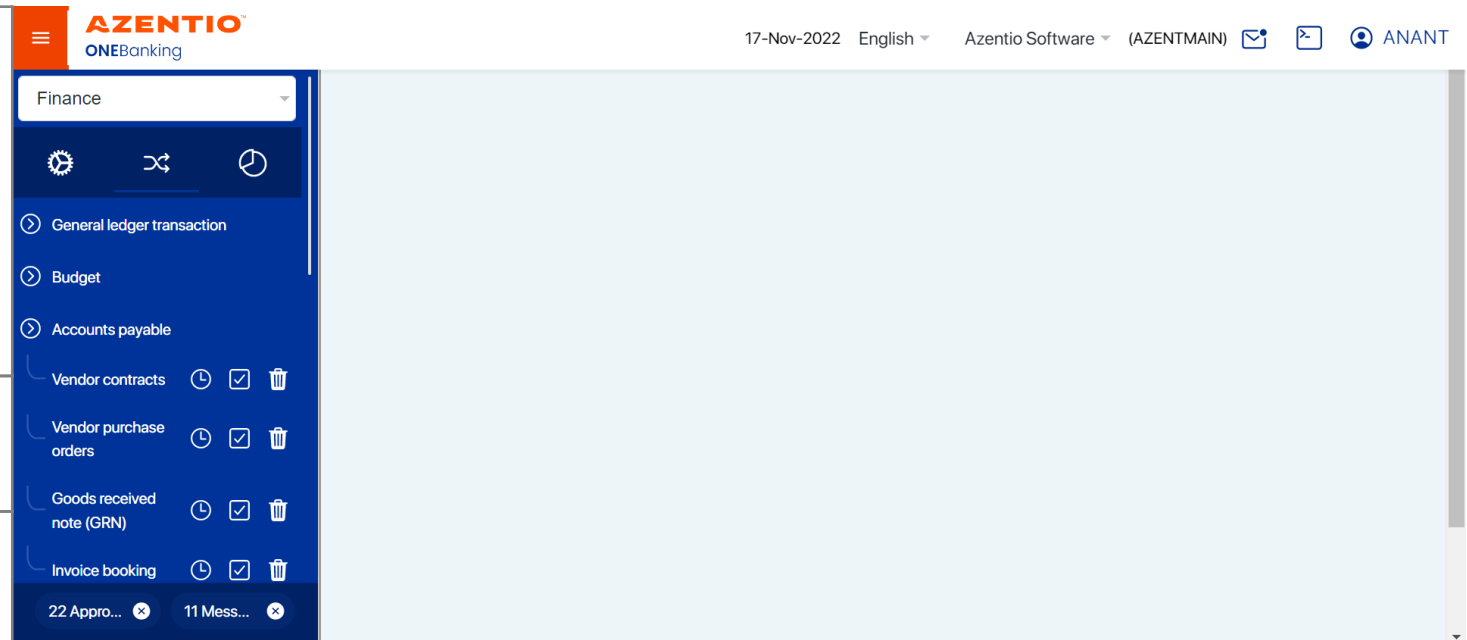 AZENTIO™
ONEBanking
17-Nov-2022 English Azentio Software (AZENTMAIN) ANANT
Finance
General ledger transaction
Budget
Accounts payable
Vendor contracts
Vendor purchase
orders
Goods received
note (GRN)
Invoice booking
22 Appro... 11 Mess...